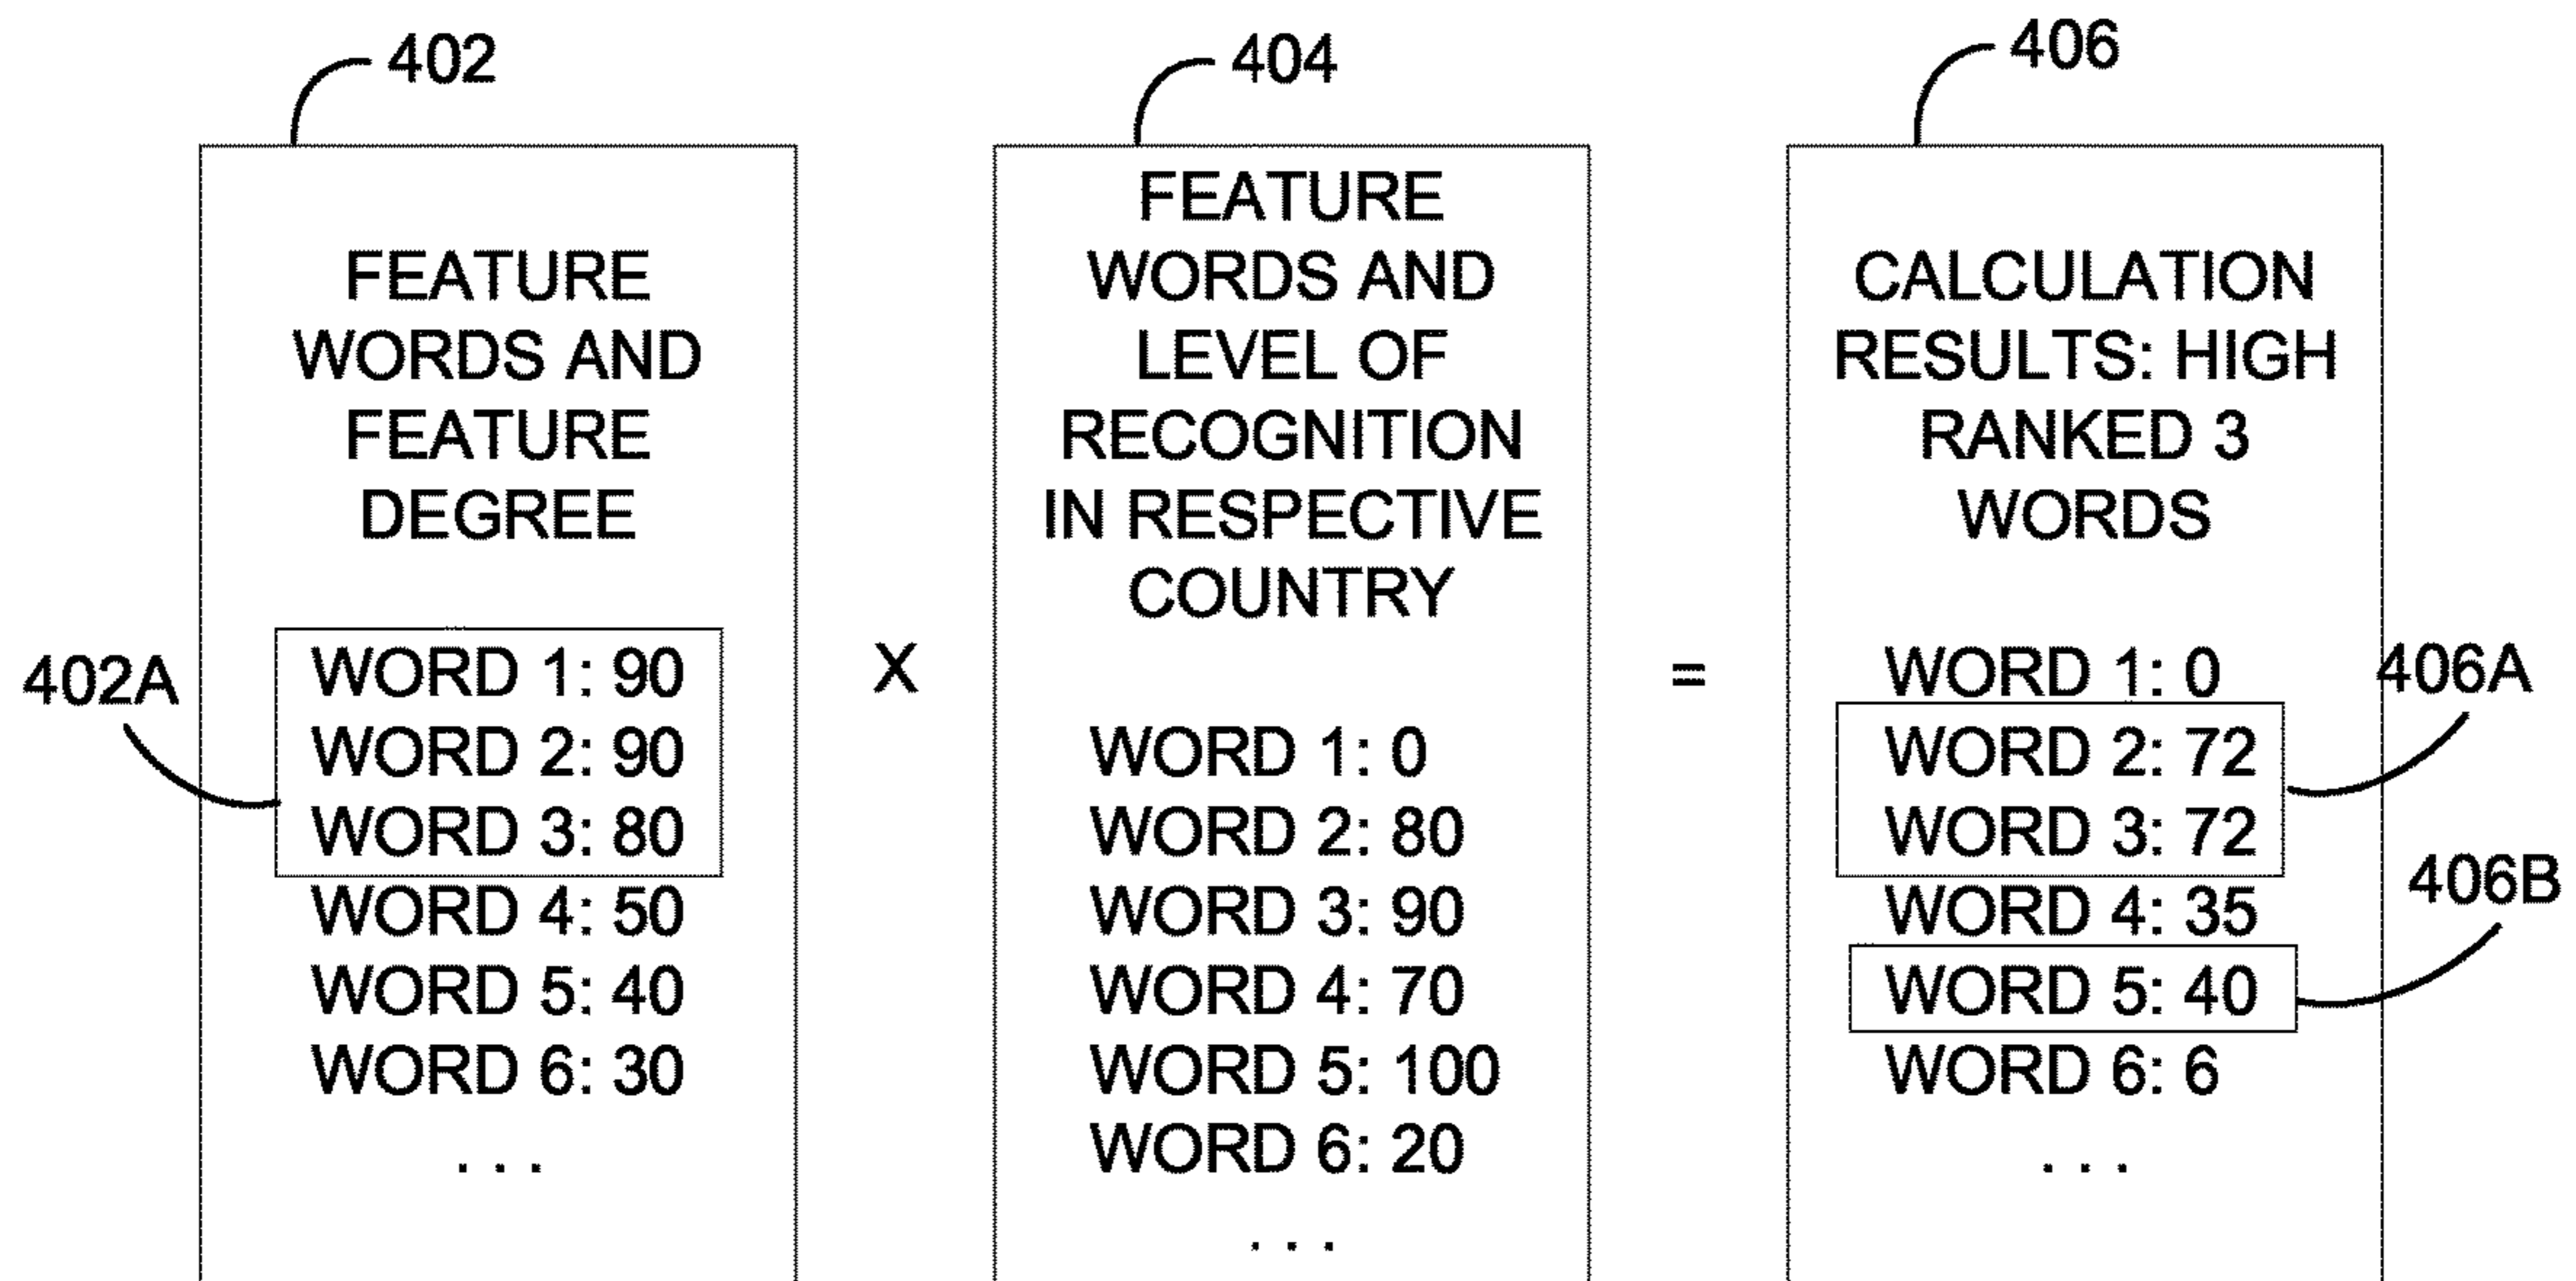 402
FEATURE
WORDS AND
FEATURE
DEGREE
402A
WORD 1: 90
WORD 2: 90
WORD 3: 80
WORD 4: 50
WORD 5: 40
WORD 6: 30
. . .
X
404
FEATURE
WORDS AND
LEVEL OF
RECOGNITION
IN RESPECTIVE
COUNTRY
WORD 1: 0
WORD 2: 80
WORD 3: 90
WORD 4: 70
WORD 5: 100
WORD 6: 20
. . .
=
406
CALCULATION
RESULTS: HIGH
RANKED 3
WORDS
WORD 1: 0
WORD 2: 72
WORD 3: 72
WORD 4: 35
WORD 5: 40
WORD 6: 6
. . .
406A
406B